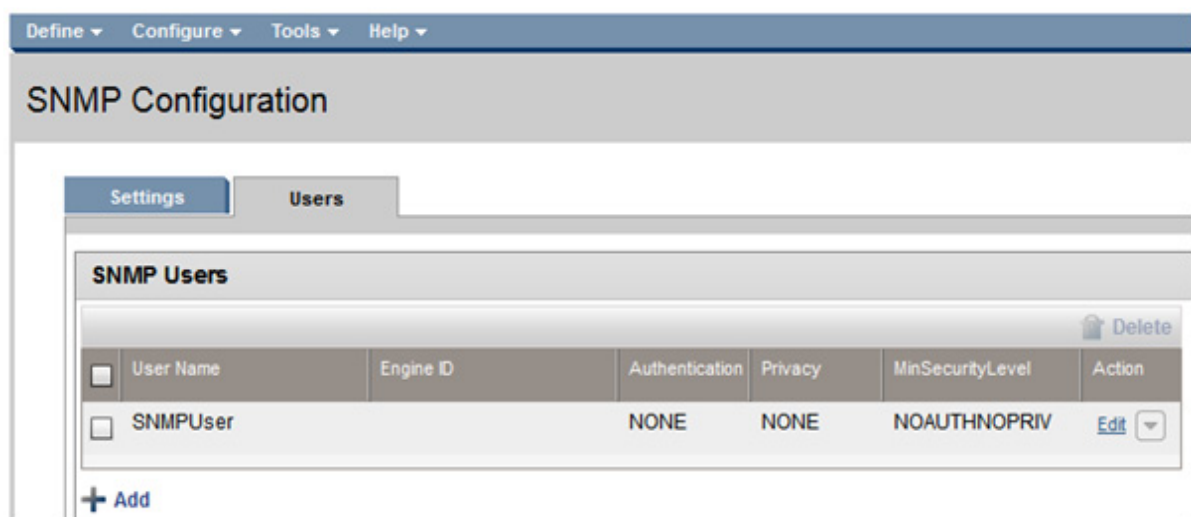 Define Configure Tools Help
SNMP Configuration
Settings Users
SNMP Users
Delete
User Name Engine ID Authentication Privacy MinSecurityLevel Action
SNMPUser NONE NONE NOAUTHNOPRIV Edit
Add